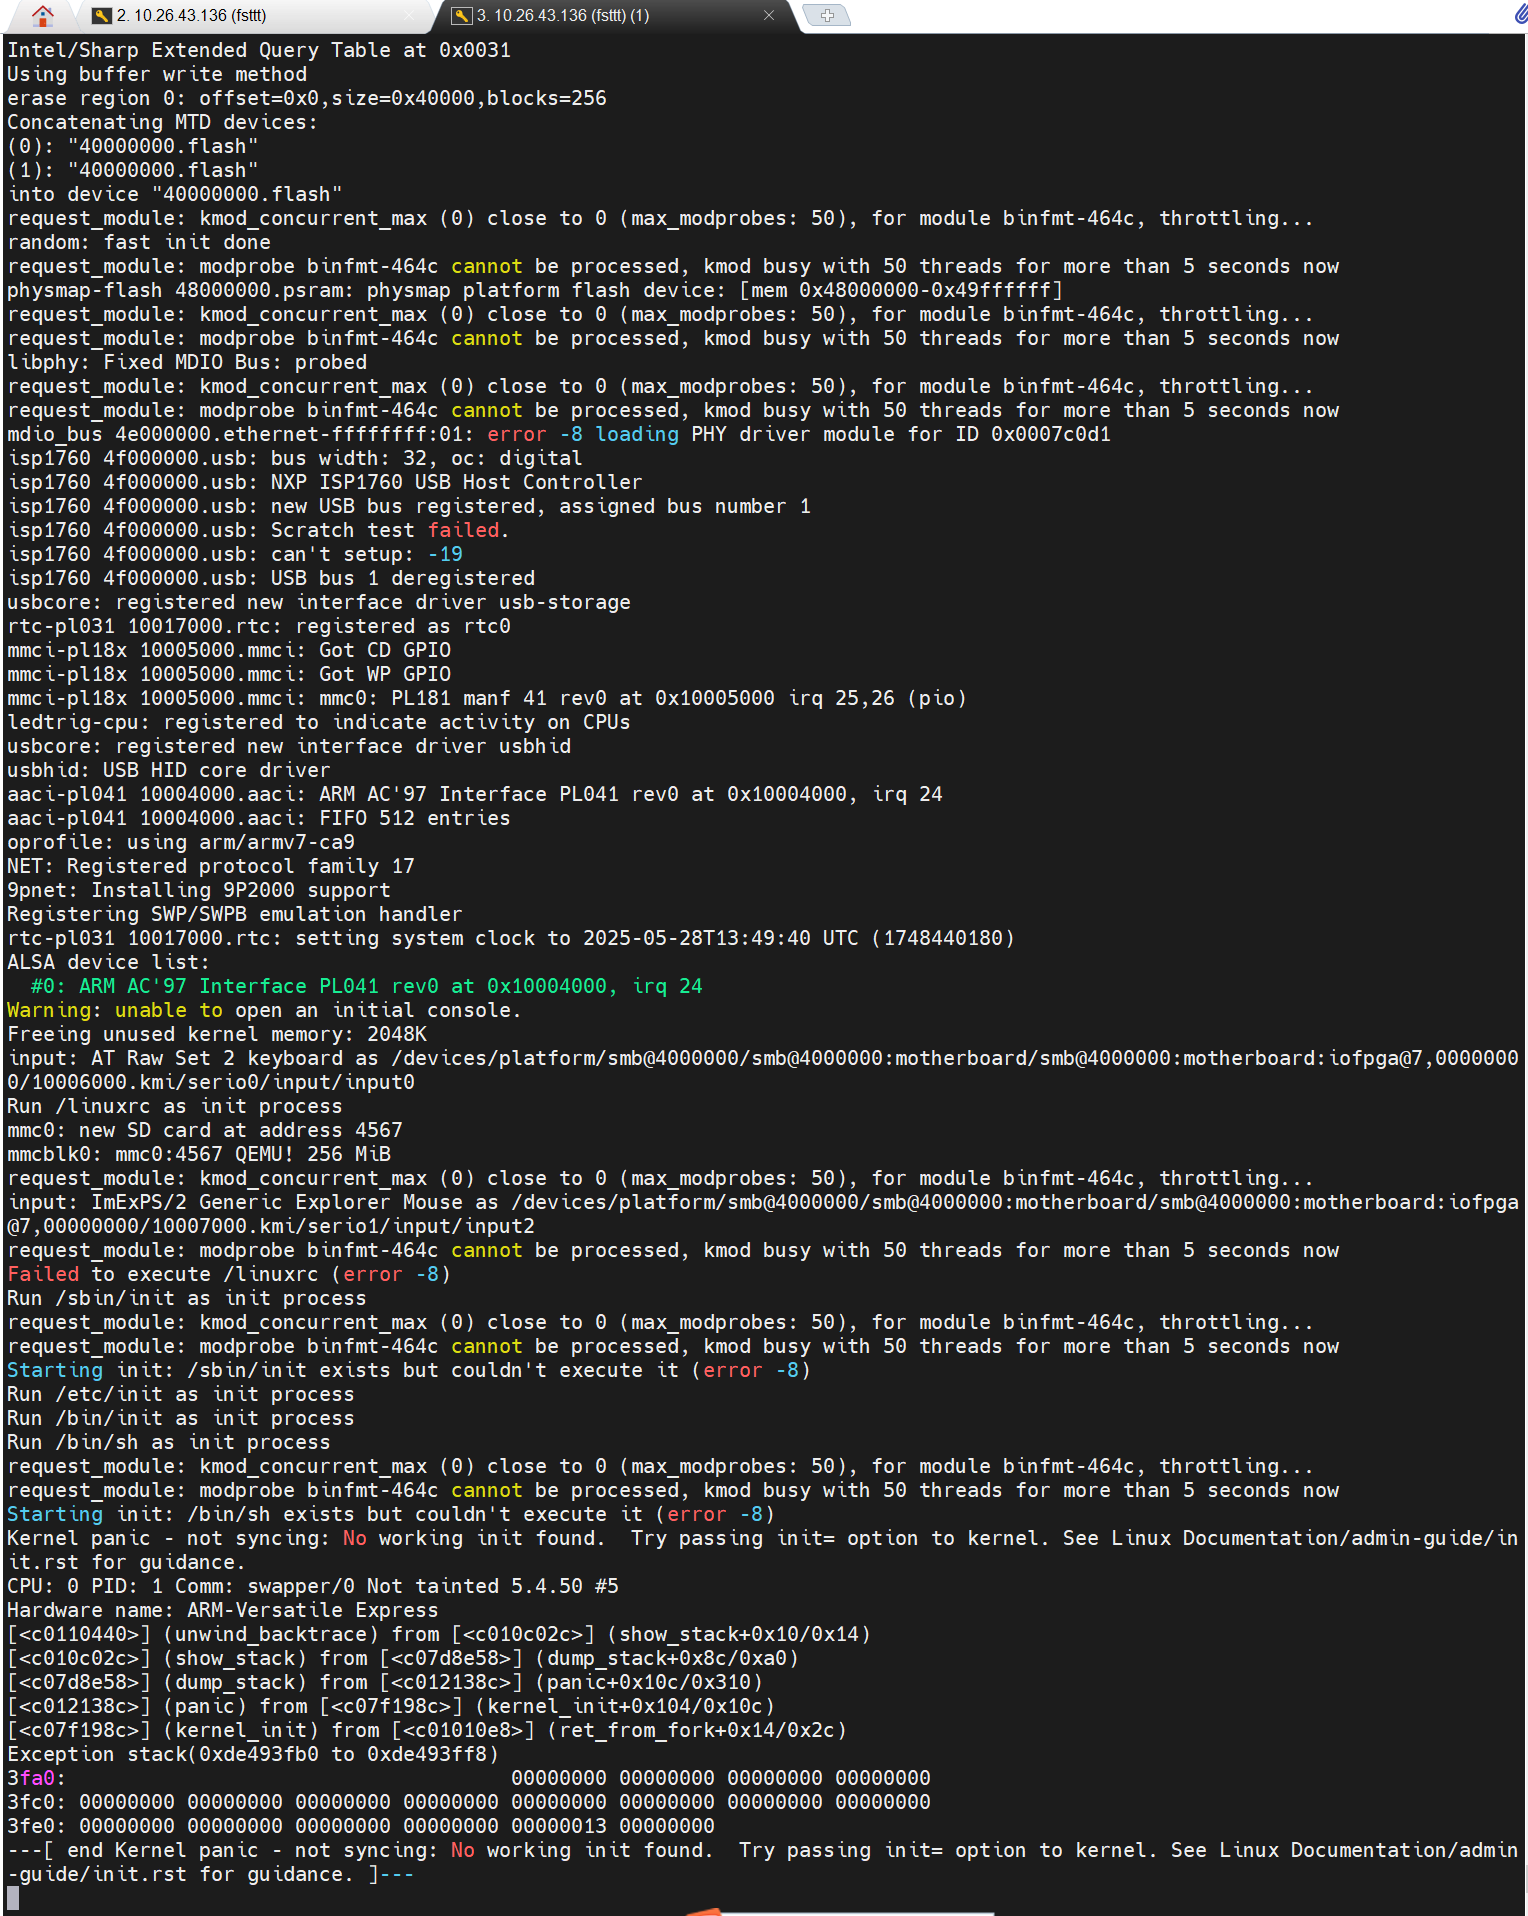 2. 10.26.43.136 (fsttt)
3. 10.26.43.136 (fsttt) (1)
Intel/Sharp Extended Query Table at 0x0031
Using buffer write method
erase region 0: offset=0x0,size=0x40000,blocks=256
Concatenating MTD devices:
(0): "40000000.flash"
(1): "40000000.flash"
into device "40000000.flash"
request_module: kmod_concurrent_max (0) close to 0 (max_modprobes: 50), for module binfmt-464c, throttling...
random: fast init done
request_module: modprobe binfmt-464c cannot be processed, kmod busy with 50 threads for more than 5 seconds now
physmap-flash 48000000.psram: physmap platform flash device: [mem 0x48000000-0x49ffffff]
request_module: kmod_concurrent_max (0) close to 0 (max_modprobes: 50), for module binfmt-464c, throttling...
request_module: modprobe binfmt-464c cannot be processed, kmod busy with 50 threads for more than 5 seconds now
libphy: Fixed MDIO Bus: probed
request_module: kmod_concurrent_max (0) close to 0 (max_modprobes: 50), for module binfmt-464c, throttling...
request_module: modprobe binfmt-464c cannot be processed, kmod busy with 50 threads for more than 5 seconds now
mdio_bus 4e000000.ethernet-ffffffff:01: error -8 loading PHY driver module for ID 0x0007c0d1
isp1760 4f000000.usb: bus width: 32, oc: digital
isp1760 4f000000.usb: NXP ISP1760 USB Host Controller
isp1760 4f000000.usb: new USB bus registered, assigned bus number 1
isp1760 4f000000.usb: Scratch test failed.
isp1760 4f000000.usb: can't setup: -19
isp1760 4f000000.usb: USB bus 1 deregistered
usbcore: registered new interface driver usb-storage
rtc-pl031 10017000.rtc: registered as rtc0
mmci-pl18x 10005000.mmci: Got CD GPIO
mmci-pl18x 10005000.mmci: Got WP GPIO
mmci-pl18x 10005000.mmci: mmc0: PL181 manf 41 rev0 at 0x10005000 irq 25,26 (pio)
ledtrig-cpu: registered to indicate activity on CPUs
usbcore: registered new interface driver usbhid
usbhid: USB HID core driver
aaci-pl041 10004000.aaci: ARM AC'97 Interface PL041 rev0 at 0x10004000, irq 24
aaci-pl041 10004000.aaci: FIFO 512 entries
oprofile: using arm/armv7-ca9
NET: Registered protocol family 17
9pnet: Installing 9P2000 support
Registering SWP/SWPB emulation handler
rtc-pl031 10017000.rtc: setting system clock to 2025-05-28T13:49:40 UTC (1748440180)
ALSA device list:
  #0: ARM AC'97 Interface PL041 rev0 at 0x10004000, irq 24
Warning: unable to open an initial console.
Freeing unused kernel memory: 2048K
input: AT Raw Set 2 keyboard as /devices/platform/smb@4000000/smb@4000000:motherboard/smb@4000000:motherboard:iofpga@7,0000000
0/10006000.kmi/serio0/input/input0
Run /linuxrc as init process
mmc0: new SD card at address 4567
mmcblk0: mmc0:4567 QEMU! 256 MiB
request_module: kmod_concurrent_max (0) close to 0 (max_modprobes: 50), for module binfmt-464c, throttling...
input: ImExPS/2 Generic Explorer Mouse as /devices/platform/smb@4000000/smb@4000000:motherboard/smb@4000000:motherboard:iofpga
@7,00000000/10007000.kmi/serio1/input/input2
request_module: modprobe binfmt-464c cannot be processed, kmod busy with 50 threads for more than 5 seconds now
Failed to execute /linuxrc (error -8)
Run /sbin/init as init process
request_module: kmod_concurrent_max (0) close to 0 (max_modprobes: 50), for module binfmt-464c, throttling...
request_module: modprobe binfmt-464c cannot be processed, kmod busy with 50 threads for more than 5 seconds now
Starting init: /sbin/init exists but couldn't execute it (error -8)
Run /etc/init as init process
Run /bin/init as init process
Run /bin/sh as init process
request_module: kmod_concurrent_max (0) close to 0 (max_modprobes: 50), for module binfmt-464c, throttling...
request_module: modprobe binfmt-464c cannot be processed, kmod busy with 50 threads for more than 5 seconds now
Starting init: /bin/sh exists but couldn't execute it (error -8)
Kernel panic - not syncing: No working init found.  Try passing init= option to kernel. See Linux Documentation/admin-guide/in
it.rst for guidance.
CPU: 0 PID: 1 Comm: swapper/0 Not tainted 5.4.50 #5
Hardware name: ARM-Versatile Express
[<c0110440>] (unwind_backtrace) from [<c010c02c>] (show_stack+0x10/0x14)
[<c010c02c>] (show_stack) from [<c07d8e58>] (dump_stack+0x8c/0xa0)
[<c07d8e58>] (dump_stack) from [<c012138c>] (panic+0x10c/0x310)
[<c012138c>] (panic) from [<c07f198c>] (kernel_init+0x104/0x10c)
[<c07f198c>] (kernel_init) from [<c01010e8>] (ret_from_fork+0x14/0x2c)
Exception stack(0xde493fb0 to 0xde493ff8)
3fa0:                                     00000000 00000000 00000000 00000000
3fc0: 00000000 00000000 00000000 00000000 00000000 00000000 00000000 00000000
3fe0: 00000000 00000000 00000000 00000000 00000013 00000000
---[ end Kernel panic - not syncing: No working init found.  Try passing init= option to kernel. See Linux Documentation/admin
-guide/init.rst for guidance. ]---